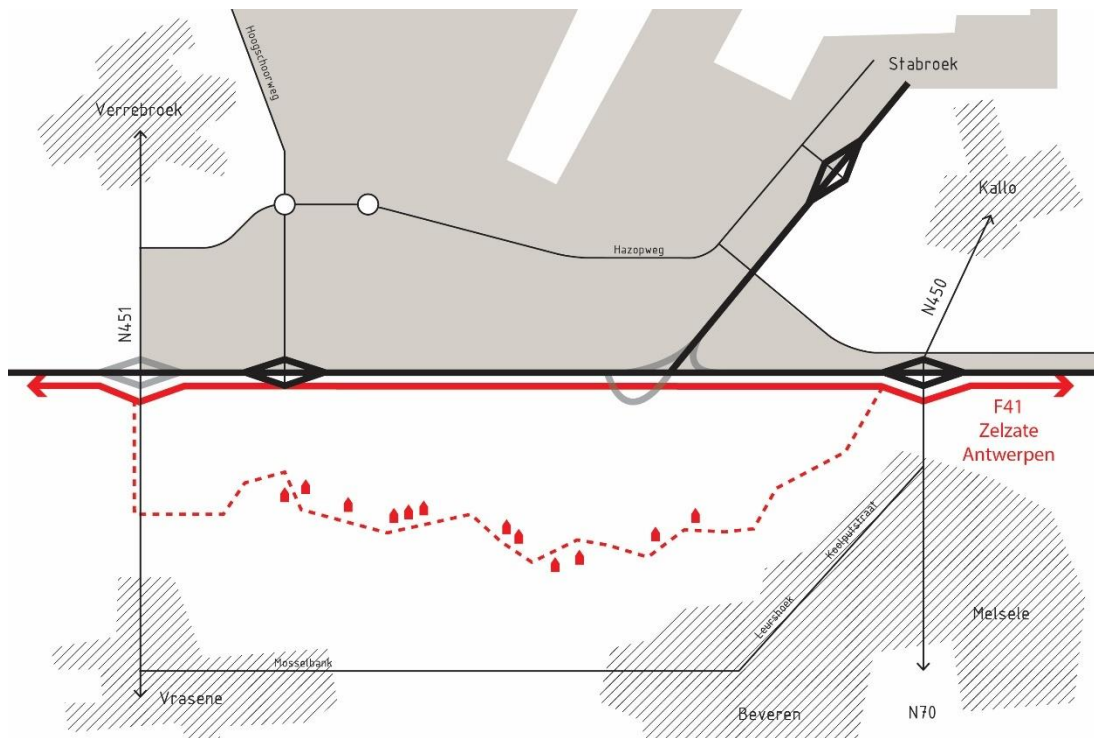 Hoogschoorweg
Stabroek
Verrebroek
Kallo
Hazopweg
N451
N450
F41
Zelzate
Antwerpen
Koolputstraat
Leurshoek
Melsele
Mosselbank
Vrasene
Beveren
N70